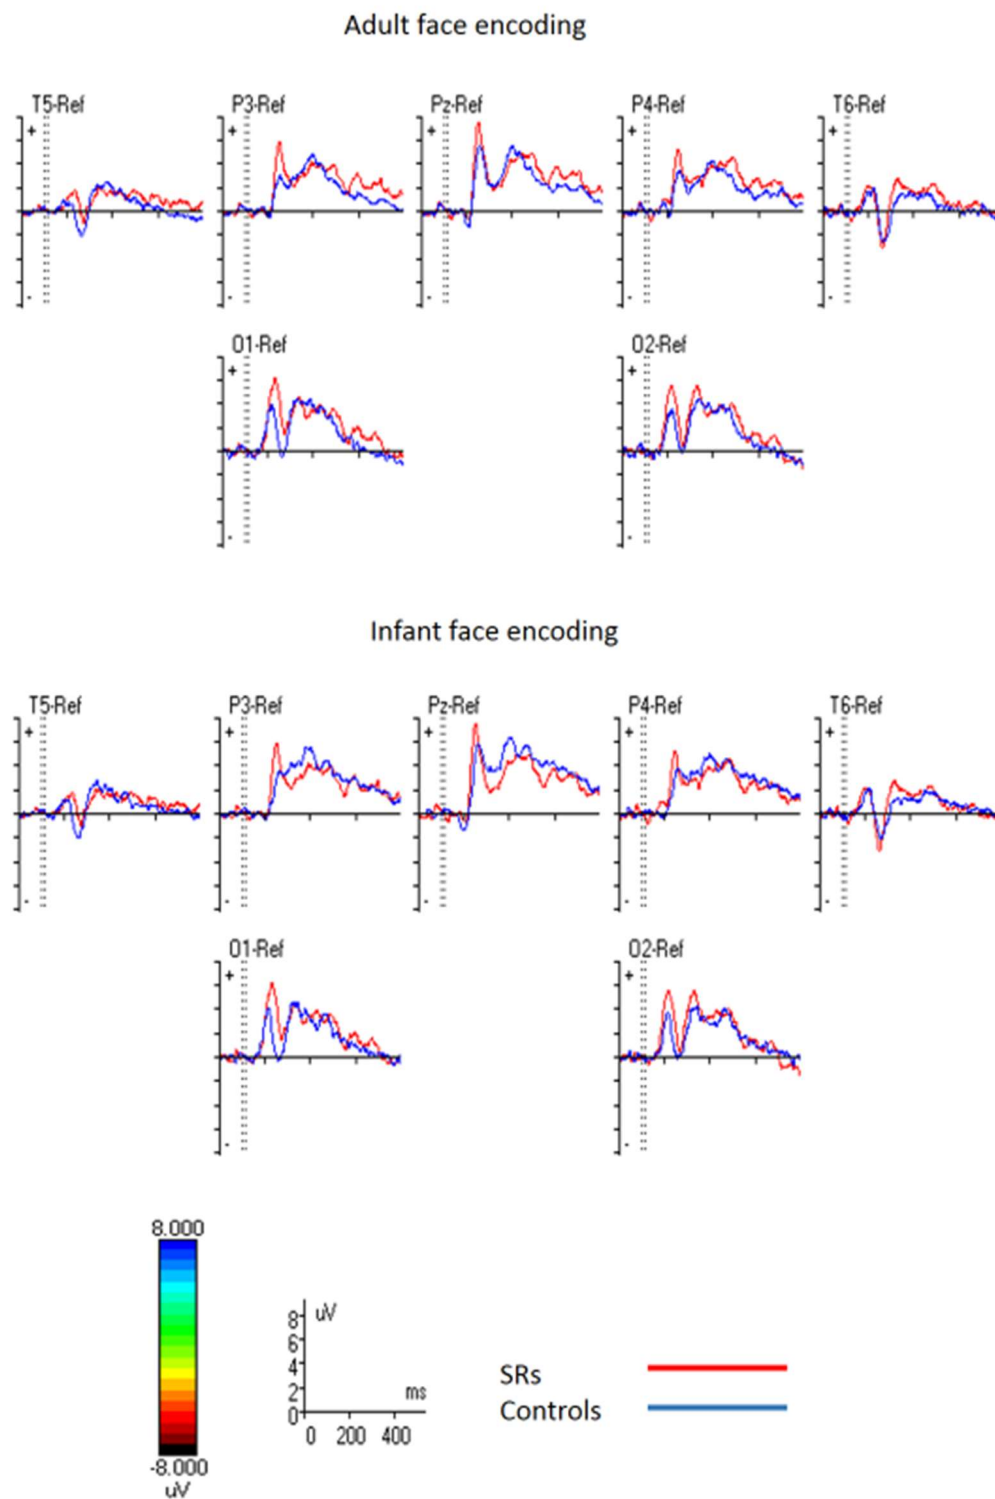 Adult face encoding
T5-Ref P3-Ref Pz-Ref P4-Ref T6-Ref
+ + + + +
- - - - -
O1-Ref O2-Ref
+ +
- -
Infant face encoding
T5-Ref P3-Ref Pz-Ref P4-Ref T6-Ref
+ + + + +
- - - - -
O1-Ref O2-Ref
+ +
- -
8.000
-8.000
uV
8 uV
6
4
2 ms
0
0 200 400
SRs
Controls